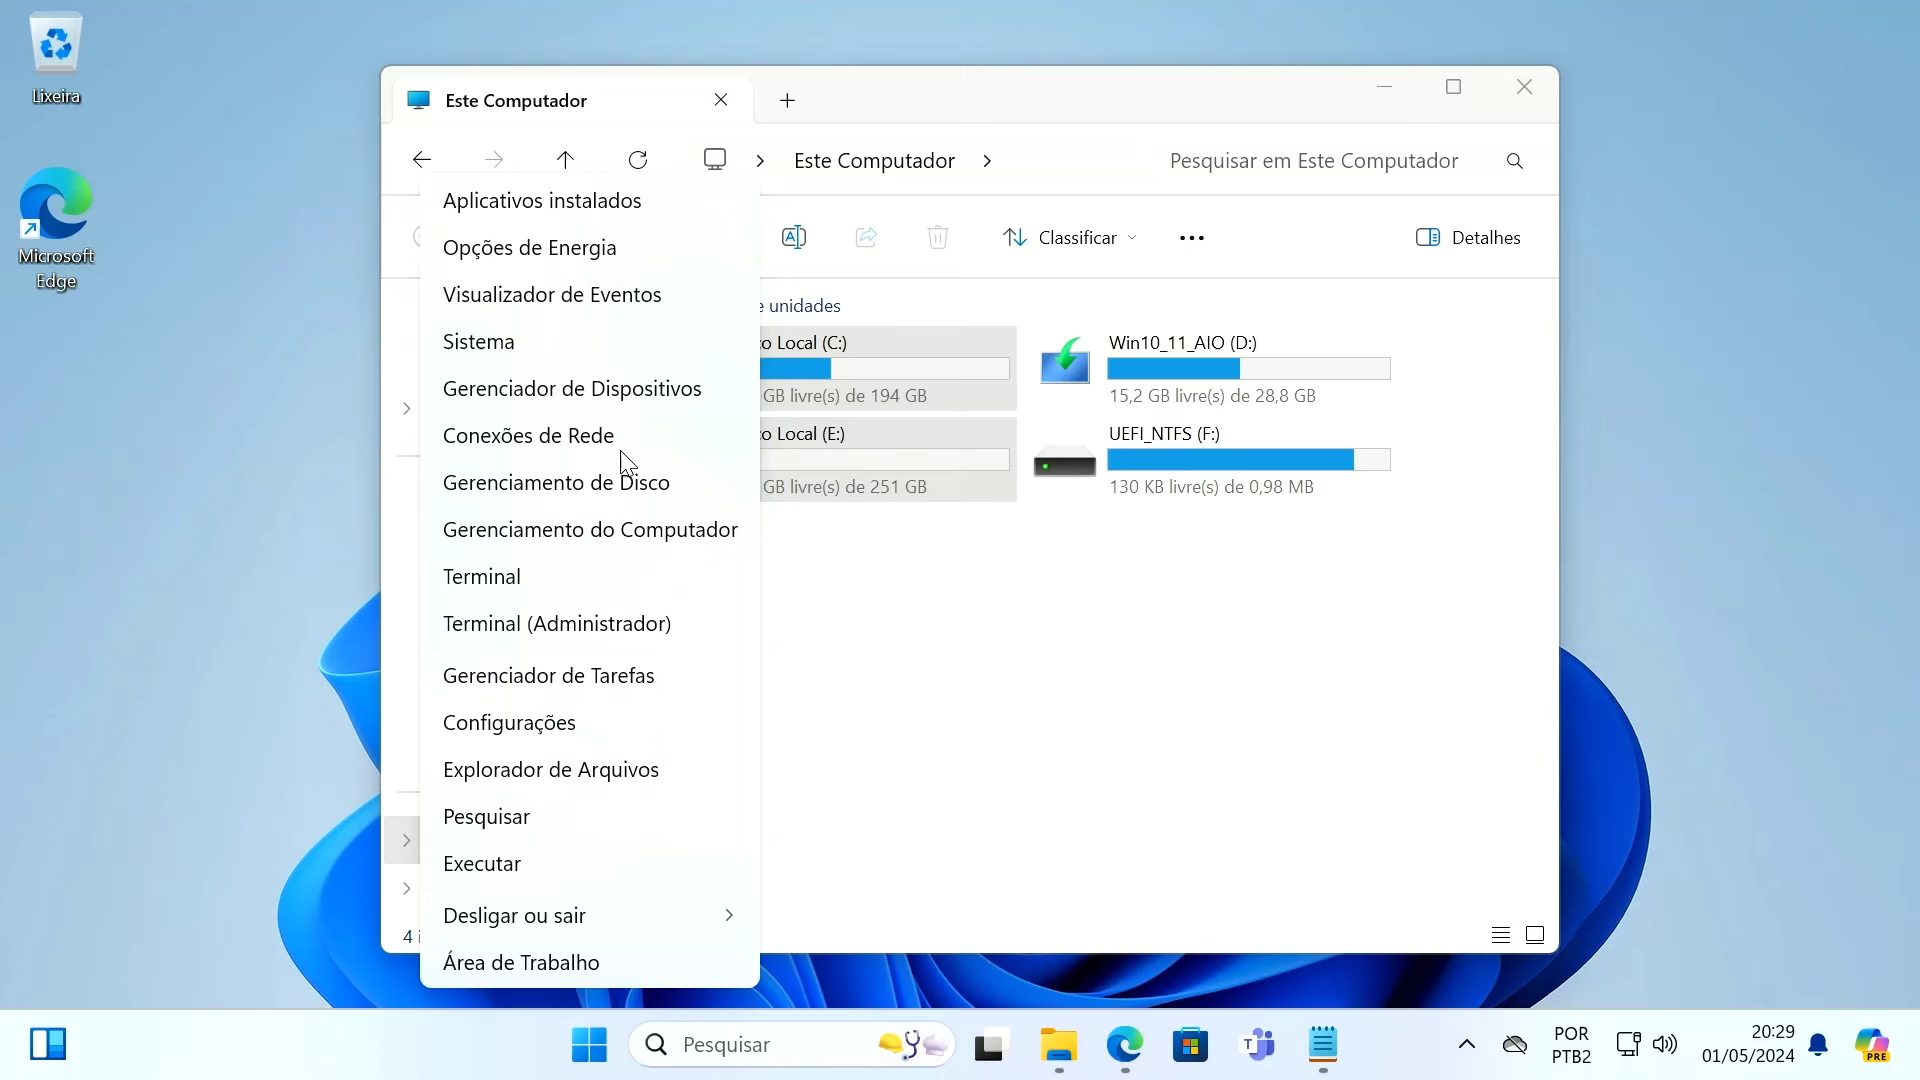 Lixeira
Microsoft
Edge
Este Computador
Este Computador
Pesquisar em Este Computador
Classificar
Detalhes
Aplicativos instalados
Opções de Energia
Visualizador de Eventos
Sistema
Gerenciador de Dispositivos
Conexões de Rede
Gerenciamento de Disco
Gerenciamento do Computador
Terminal
Terminal (Administrador)
Gerenciador de Tarefas
Configurações
Explorador de Arquivos
Pesquisar
Executar
Desligar ou sair
Área de Trabalho
e unidades
o Local (C:)
GB livre(s) de 194 GB
Win10_11_AIO (D:)
15,2 GB livre(s) de 28,8 GB
o Local (E:)
GB livre(s) de 251 GB
UEFI_NTFS (F:)
130 KB livre(s) de 0,98 MB
4 i
Pesquisar
POR
PTB2
20:29
01/05/2024
PRE